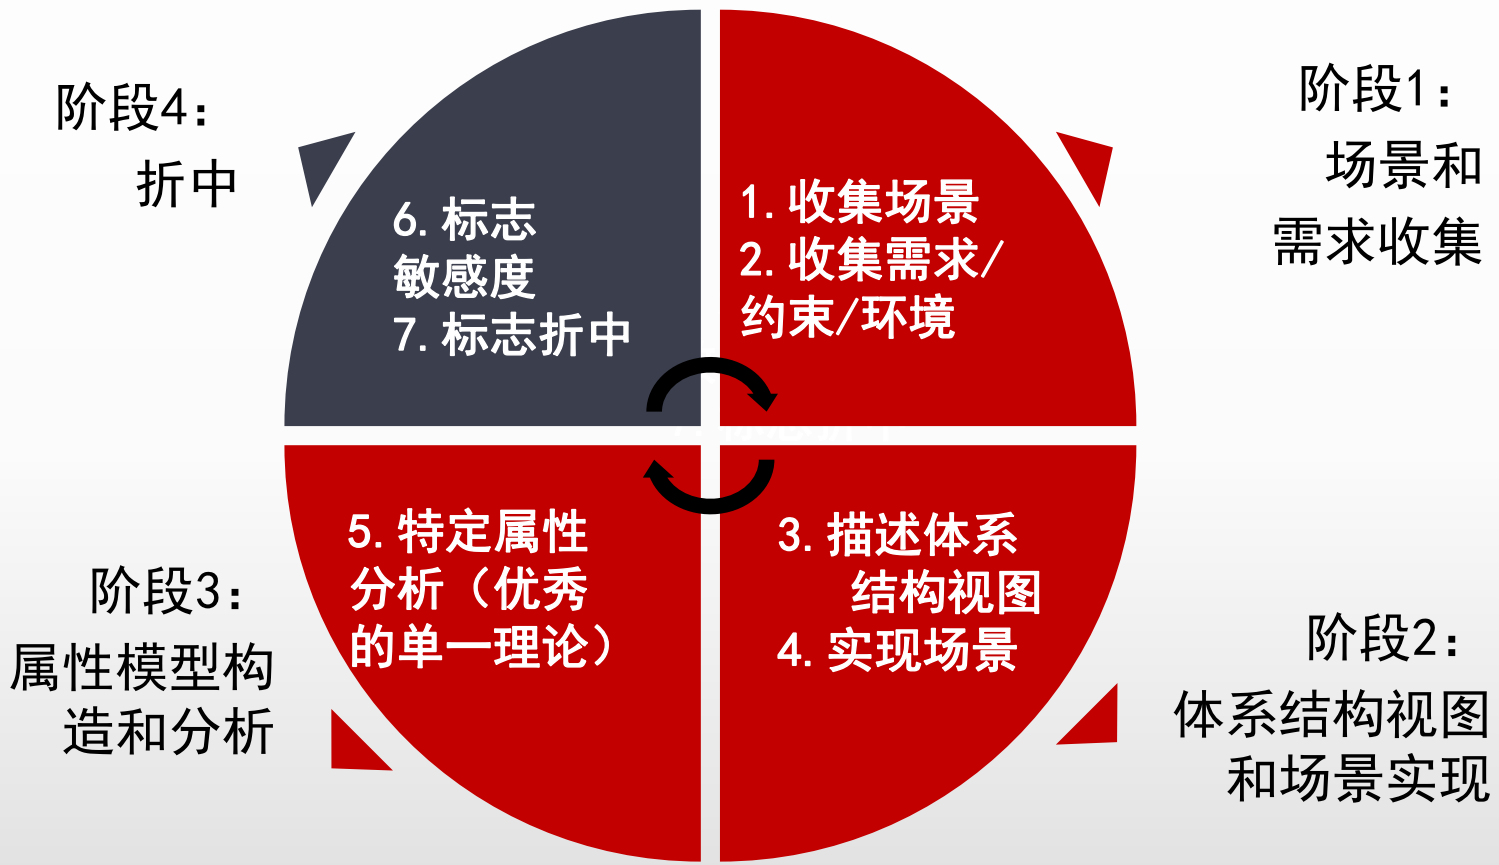 阶段1：
场景和
需求收集
1.收集场景
2.收集需求/
约束/环境
阶段2：
体系结构视图
和场景实现
3.描述体系
结构视图
4.实现场景
阶段3：
属性模型构
造和分析
5.特定属性
分析（优秀
的单一理论）
阶段4：
折中
6.标志
敏感度
7.标志折中